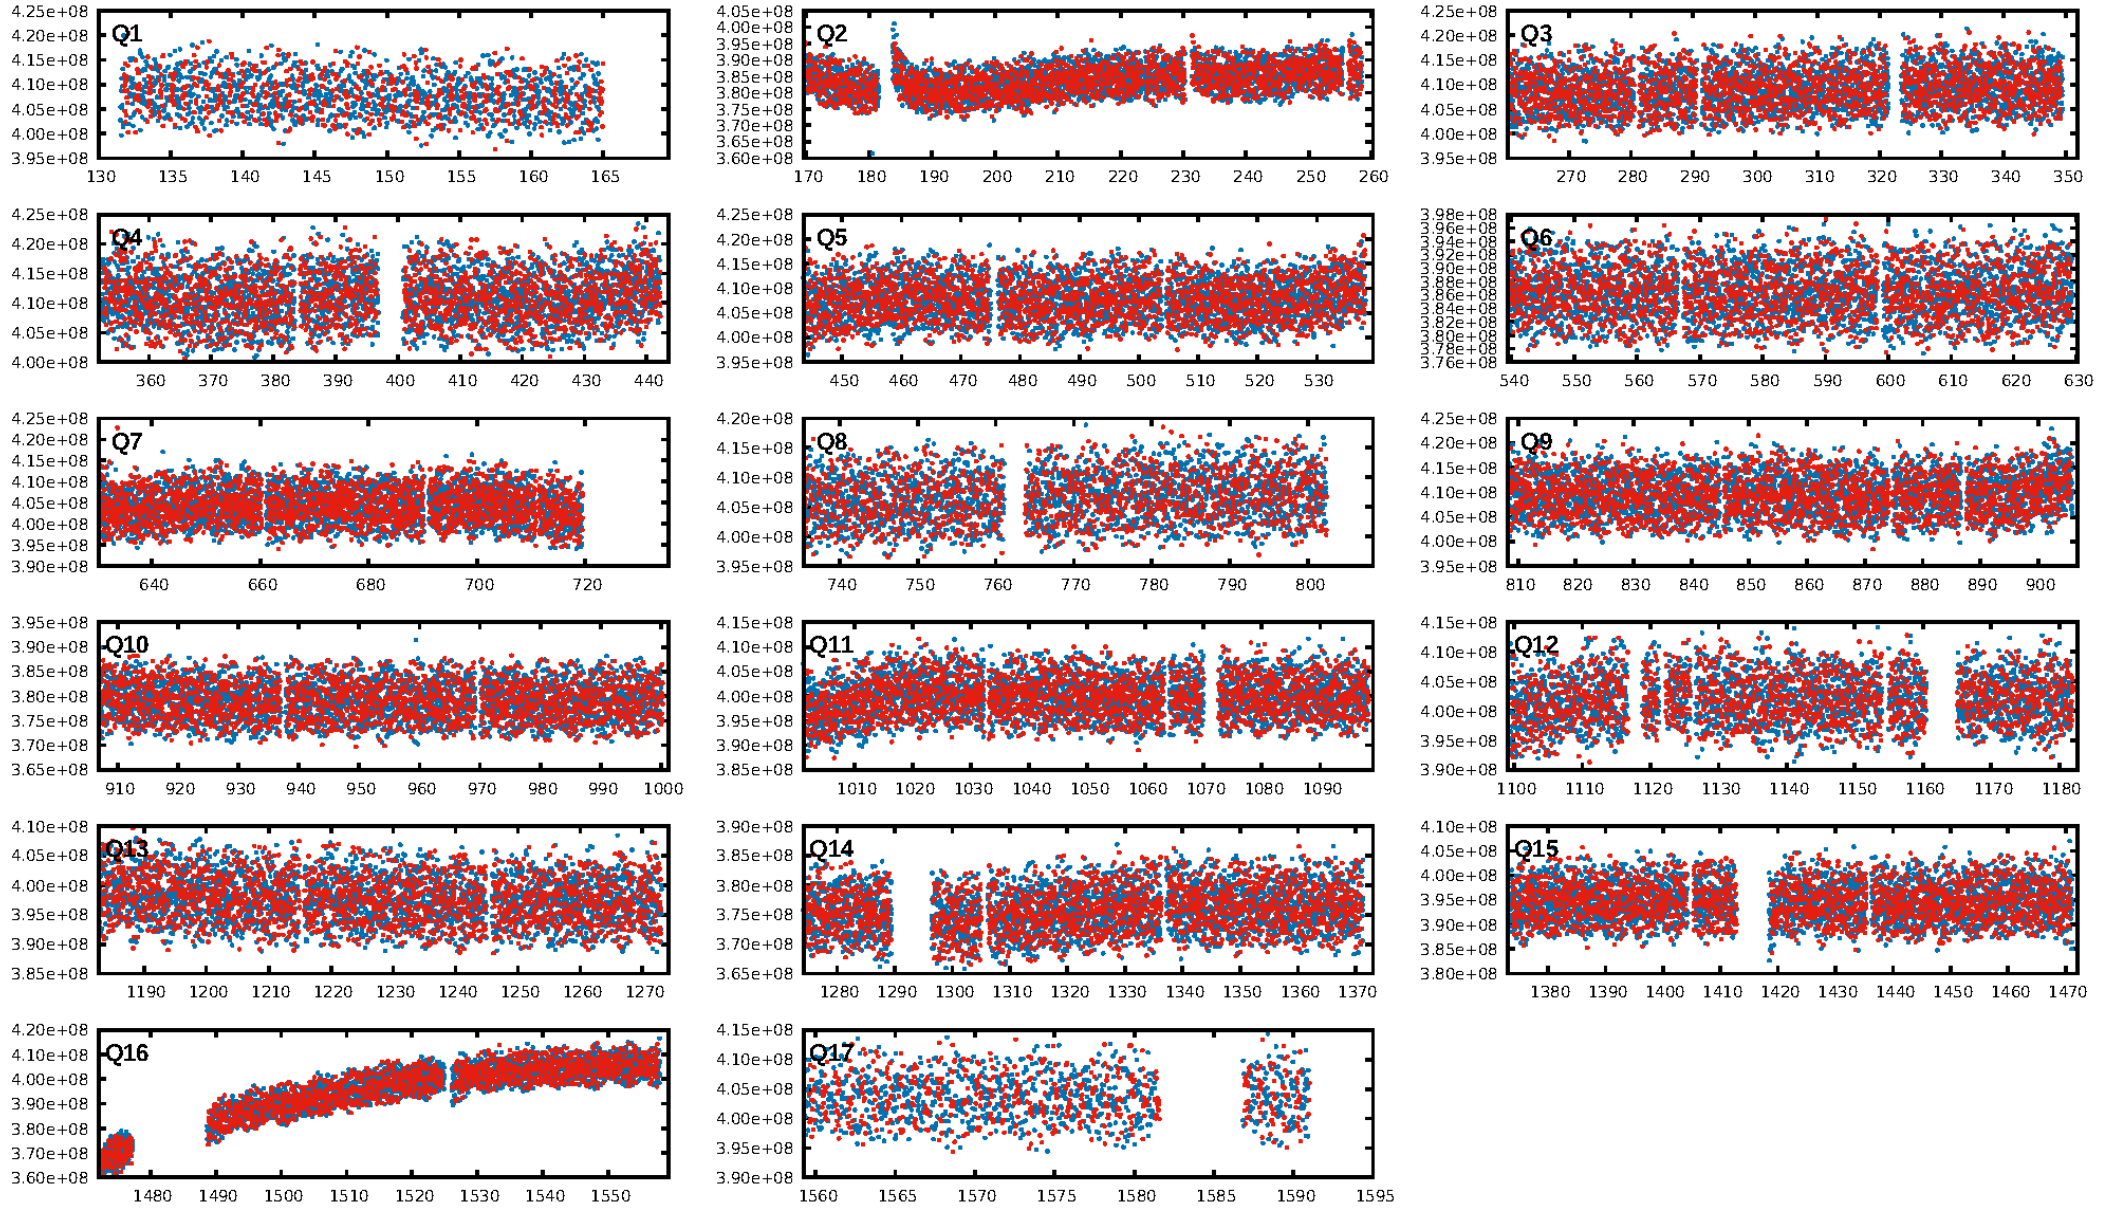 4.25e+08 4.20e+08 4.15e+08 4.10e+08 4.05e+08 4.00e+08 3.95e+08
Q1
130 135 140 145 150 155 160 165
4.05e+08 4.00e+08 3.95e+08 3.90e+08 3.85e+08 3.80e+08 3.75e+08 3.70e+08 3.65e+08 3.60e+08
Q2
170 180 190 200 210 220 230 240 250 260
4.25e+08 4.20e+08 4.15e+08 4.10e+08 4.05e+08 4.00e+08 3.95e+08
Q3
270 280 290 300 310 320 330 340 350
4.25e+08 4.20e+08 4.15e+08 4.10e+08 4.05e+08 4.00e+08
Q4
360 370 380 390 400 410 420 430 440
4.25e+08 4.20e+08 4.15e+08 4.10e+08 4.05e+08 4.00e+08 3.95e+08
Q5
450 460 470 480 490 500 510 520 530
3.98e+08 3.96e+08 3.94e+08 3.92e+08 3.90e+08 3.88e+08 3.86e+08 3.84e+08 3.82e+08 3.80e+08 3.78e+08 3.76e+08
Q6
540 550 560 570 580 590 600 610 620 630
4.25e+08 4.20e+08 4.15e+08 4.10e+08 4.05e+08 4.00e+08 3.95e+08 3.90e+08
Q7
640 660 680 700 720
4.20e+08 4.15e+08 4.10e+08 4.05e+08 4.00e+08 3.95e+08
Q8
740 750 760 770 780 790 800
4.25e+08 4.20e+08 4.15e+08 4.10e+08 4.05e+08 4.00e+08 3.95e+08
Q9
810 820 830 840 850 860 870 880 890 900
3.95e+08 3.90e+08 3.85e+08 3.80e+08 3.75e+08 3.70e+08 3.65e+08
Q10
910 920 930 940 950 960 970 980 990 1000
4.15e+08 4.10e+08 4.05e+08 4.00e+08 3.95e+08 3.90e+08 3.85e+08
Q11
1010 1020 1030 1040 1050 1060 1070 1080 1090
4.15e+08 4.10e+08 4.05e+08 4.00e+08 3.95e+08 3.90e+08
Q12
1100 1110 1120 1130 1140 1150 1160 1170 1180
4.10e+08 4.05e+08 4.00e+08 3.95e+08 3.90e+08 3.85e+08
Q13
1190 1200 1210 1220 1230 1240 1250 1260 1270
3.90e+08 3.85e+08 3.80e+08 3.75e+08 3.70e+08 3.65e+08
Q14
1280 1290 1300 1310 1320 1330 1340 1350 1360 1370
4.10e+08 4.05e+08 4.00e+08 3.95e+08 3.90e+08 3.85e+08 3.80e+08
Q15
1380 1390 1400 1410 1420 1430 1440 1450 1460 1470
4.20e+08 4.10e+08 4.00e+08 3.90e+08 3.80e+08 3.70e+08 3.60e+08
Q16
1480 1490 1500 1510 1520 1530 1540 1550
4.15e+08 4.10e+08 4.05e+08 4.00e+08 3.95e+08 3.90e+08
Q17
1560 1565 1570 1575 1580 1585 1590 1595